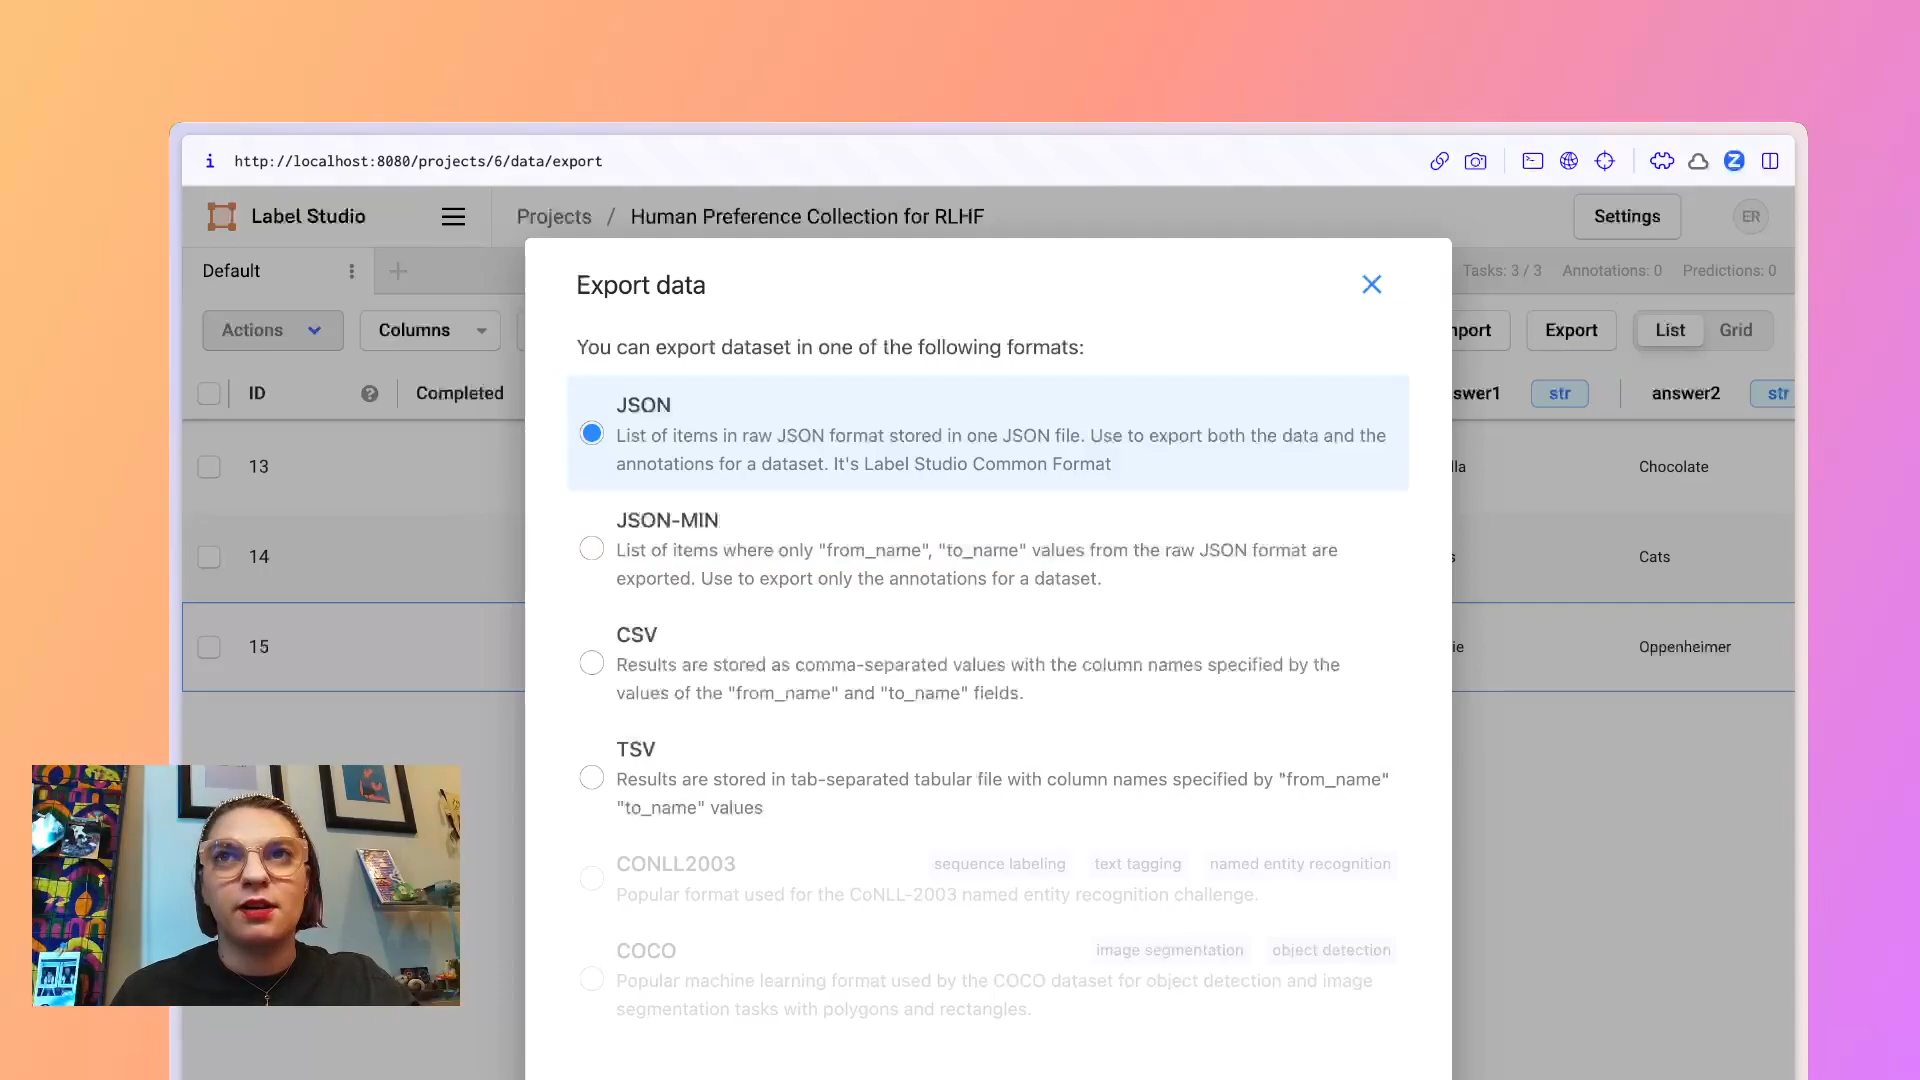 http://localhost:8080/projects/6/data/export
Label Studio
Projects / Human Preference Collection for RLHF
Settings
ER
Default
Tasks: 3 / 3 Annotations: 0 Predictions: 0
Actions
Columns
Export
List
Grid
ID
Completed
str
answer2
str
13
Chocolate
14
Cats
15
Oppenheimer
Export data
You can export dataset in one of the following formats:
JSON
List of items in raw JSON format stored in one JSON file. Use to export both the data and the
annotations for a dataset. It's Label Studio Common Format
JSON-MIN
List of items where only "from_name", "to_name" values from the raw JSON format are
exported. Use to export only the annotations for a dataset.
CSV
Results are stored as comma-separated values with the column names specified by the
values of the "from_name" and "to_name" fields.
TSV
Results are stored in tab-separated tabular file with column names specified by "from_name"
"to_name" values
CONLL2003
sequence labeling
text tagging
named entity recognition
Popular format used for the CoNLL-2003 named entity recognition challenge.
COCO
image segmentation
object detection
Popular machine learning format used by the COCO dataset for object detection and image
segmentation tasks with polygons and rectangles.